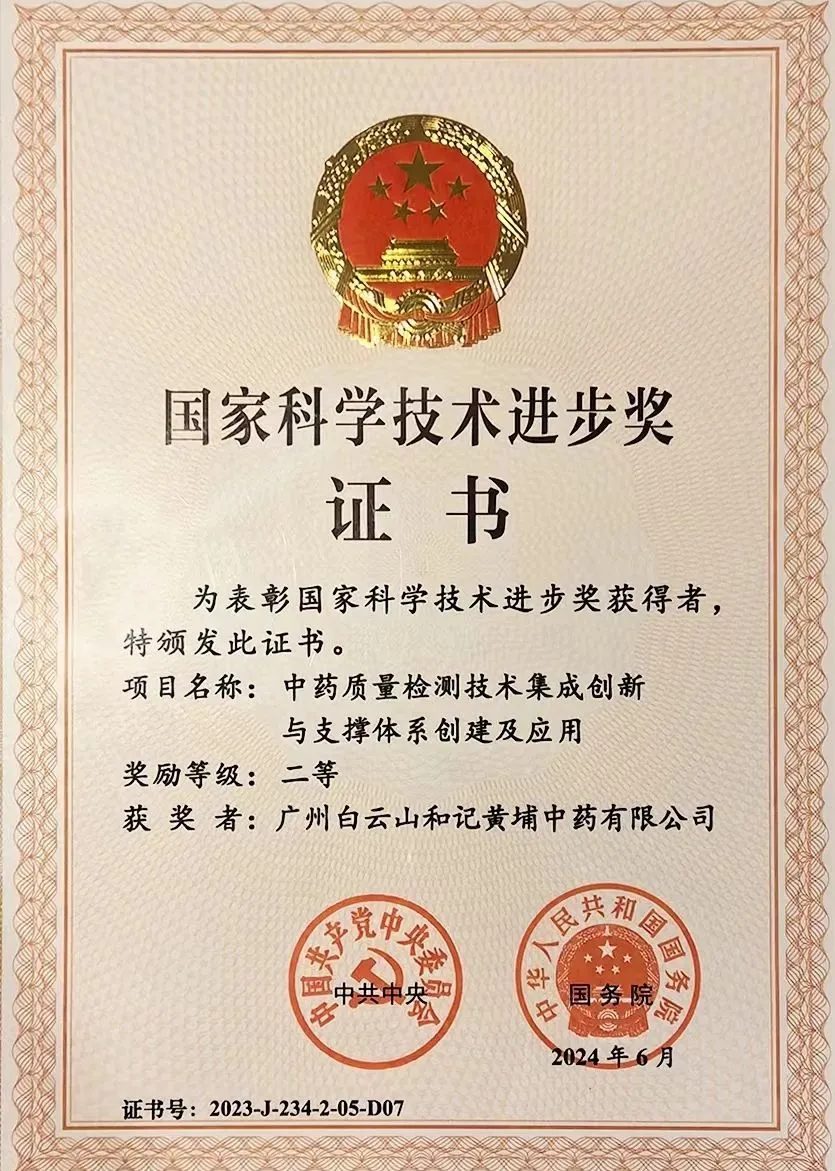 国家科学技术进步奖
证 书
为表彰国家科学技术进步奖获得者，
特颁发此证书。
项目名称：中药质量检测技术集成创新
与支撑体系创建及应用
奖励等级：二等
获 奖 者：广州白云山和记黄埔中药有限公司
中国共产党中央委员会
中共中央
中华人民共和国国务院
国务院
2024 年 6 月
证书号：2023-J-234-2-05-D07